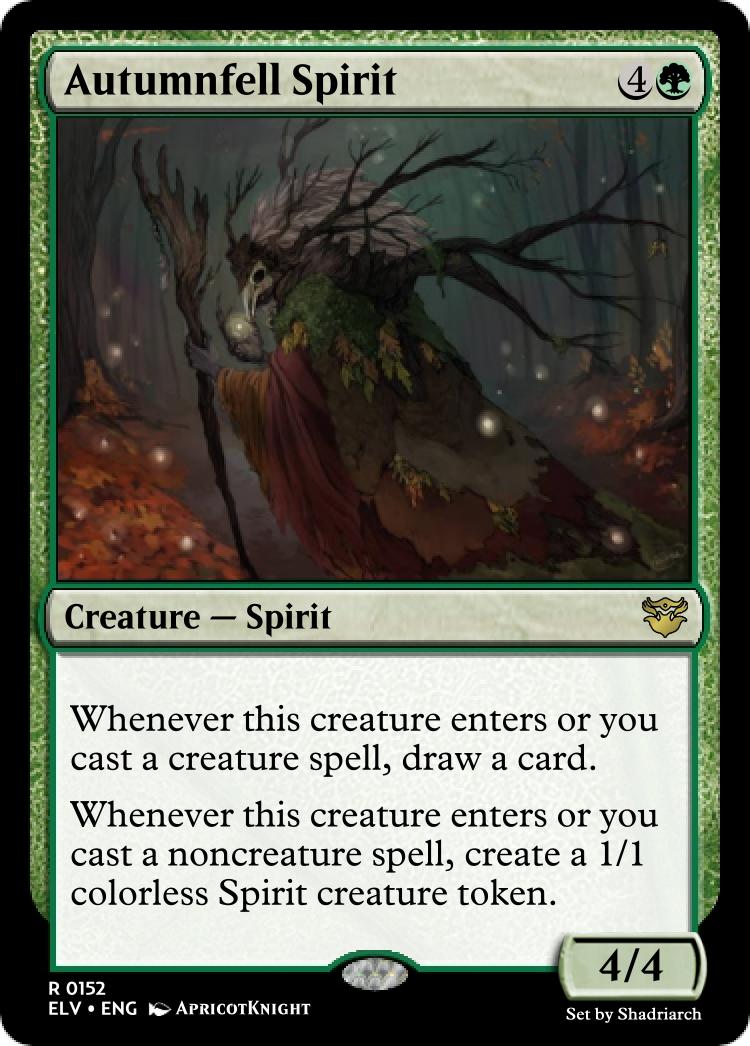 Autumnfell Spirit 4
Creature — Spirit
Whenever this creature enters or you
cast a creature spell, draw a card.
Whenever this creature enters or you
cast a noncreature spell, create a 1/1
colorless Spirit creature token.
4/4
R 0152
ELV • ENG ApricotKnight
Set by Shadriarch